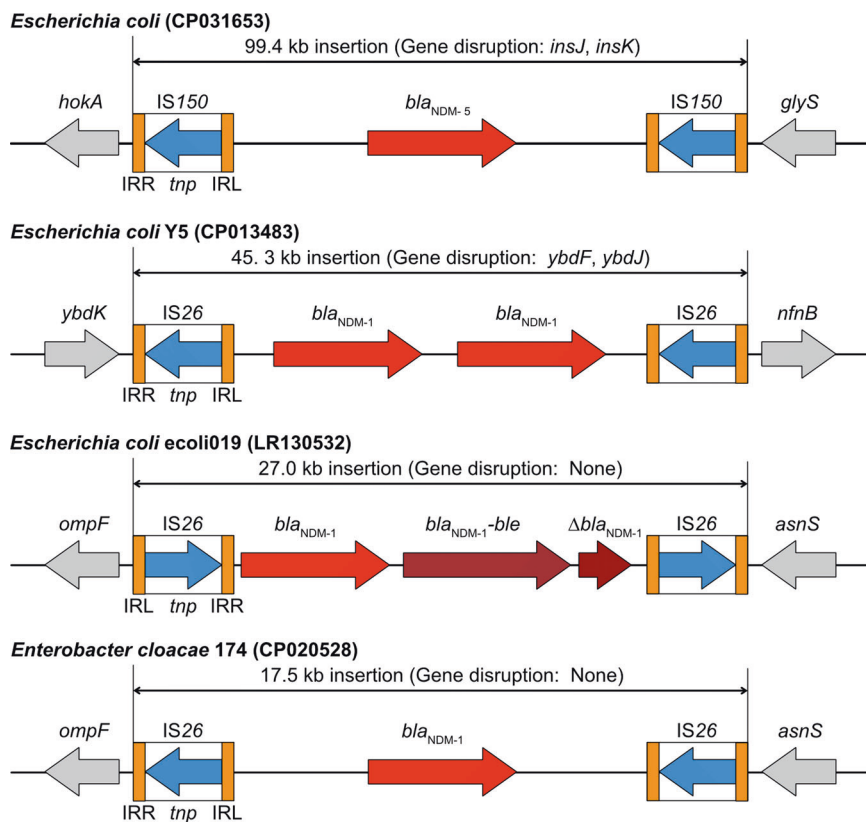 Escherichia coli (CP031653)
99.4 kb insertion (Gene disruption: insJ, insK)
hokA IS150 blaNDM-5 IS150 glyS
IRR tnp IRL
Escherichia coli Y5 (CP013483)
45. 3 kb insertion (Gene disruption: ybdF, ybdJ)
ybdK IS26 blaNDM-1 blaNDM-1 IS26 nfnB
IRR tnp IRL
Escherichia coli ecoli019 (LR130532)
27.0 kb insertion (Gene disruption: None)
ompF IS26 blaNDM-1 blaNDM-1-ble ΔblaNDM-1 IS26 asnS
IRL tnp IRR
Enterobacter cloacae 174 (CP020528)
17.5 kb insertion (Gene disruption: None)
ompF IS26 blaNDM-1 IS26 asnS
IRR tnp IRL